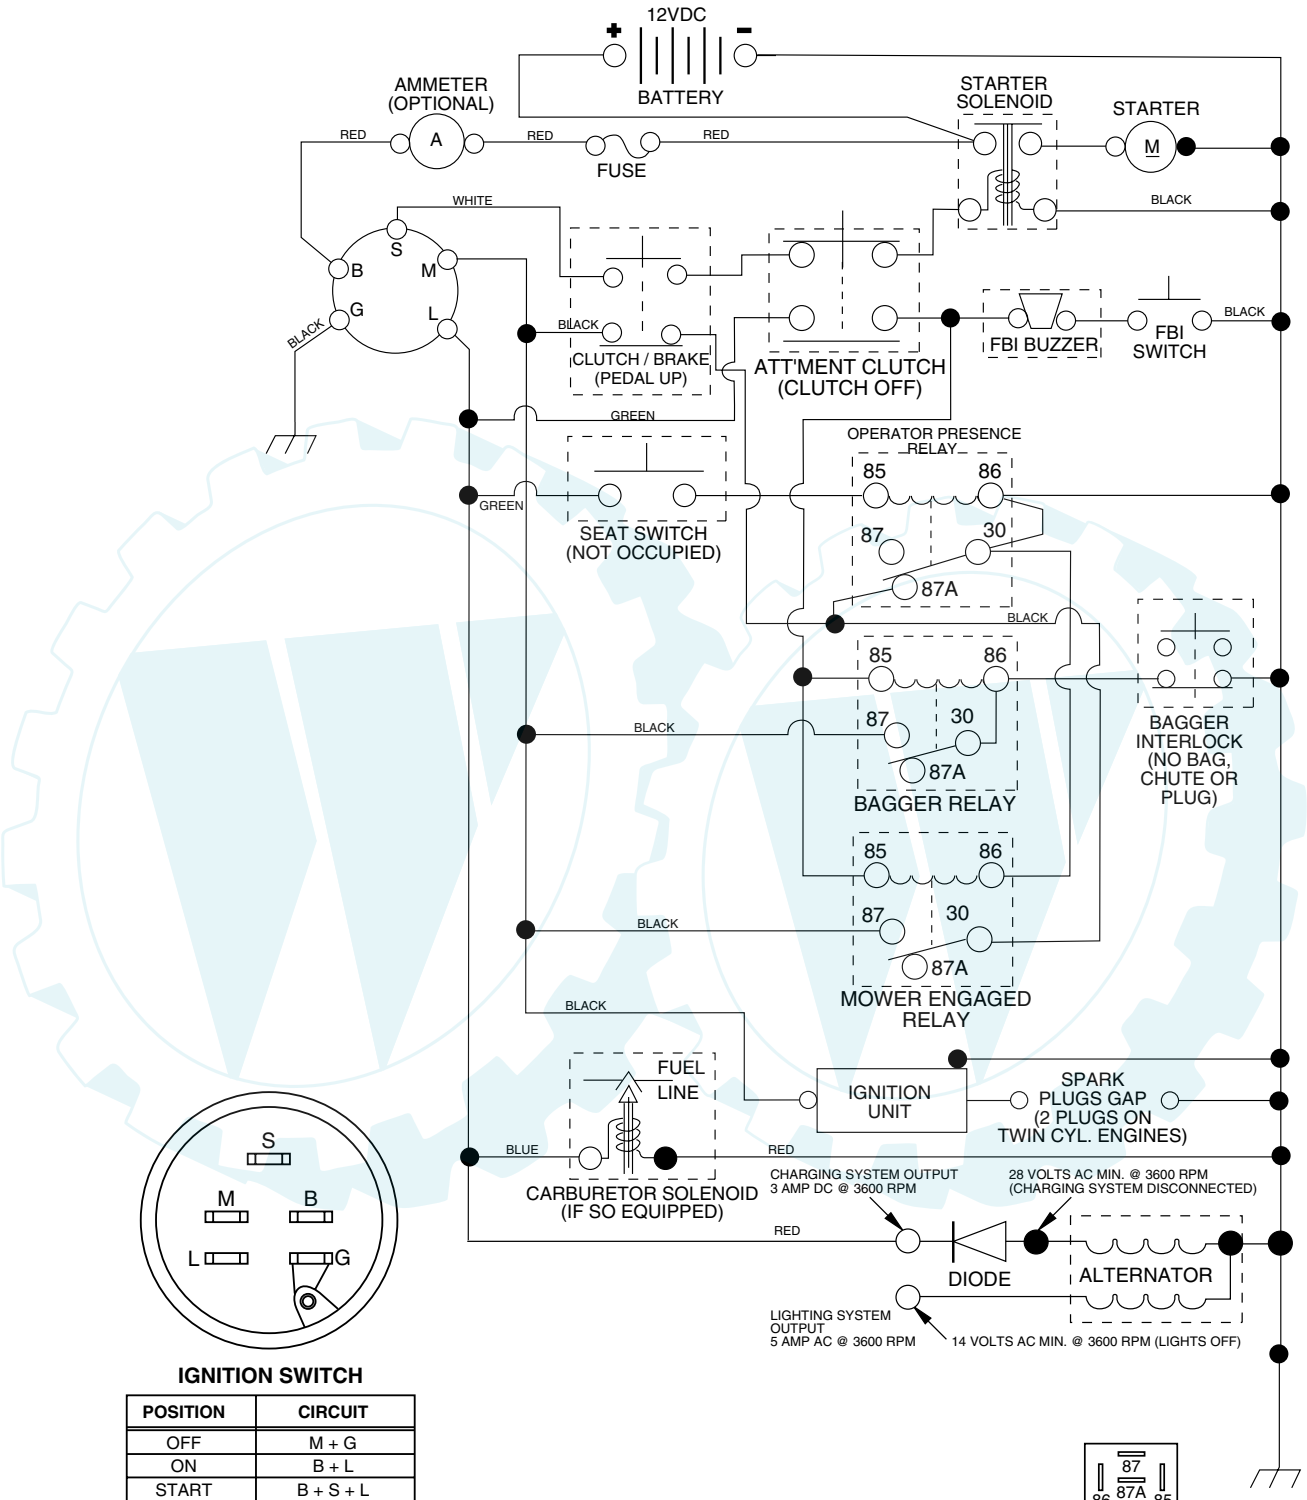 12VDC
+
-
BATTERY
AMMETER
(OPTIONAL)
STARTER
SOLENOID
STARTER
RED
A
RED
RED
FUSE
M
WHITE
BLACK
S
B
M
G
L
BLACK
BLACK
CLUTCH / BRAKE
(PEDAL UP)
ATT'MENT CLUTCH
(CLUTCH OFF)
FBI BUZZER
FBI
SWITCH
BLACK
GREEN
OPERATOR PRESENCE
RELAY
85
86
GREEN
SEAT SWITCH
(NOT OCCUPIED)
87
30
87A
BLACK
85
86
BLACK
87
30
87A
BAGGER RELAY
BAGGER
INTERLOCK
(NO BAG,
CHUTE OR
PLUG)
85
86
BLACK
87
30
87A
MOWER ENGAGED
RELAY
BLACK
FUEL
LINE
IGNITION
UNIT
SPARK
PLUGS GAP
(2 PLUGS ON
TWIN CYL. ENGINES)
BLUE
RED
CARBURETOR SOLENOID
(IF SO EQUIPPED)
CHARGING SYSTEM OUTPUT
3 AMP DC @ 3600 RPM
28 VOLTS AC MIN. @ 3600 RPM
(CHARGING SYSTEM DISCONNECTED)
RED
DIODE
ALTERNATOR
LIGHTING SYSTEM
OUTPUT
5 AMP AC @ 3600 RPM
14 VOLTS AC MIN. @ 3600 RPM (LIGHTS OFF)
S
M
B
L
G
IGNITION SWITCH
POSITION CIRCUIT
OFF M + G
ON B + L
START B + S + L
87
86 87A 85